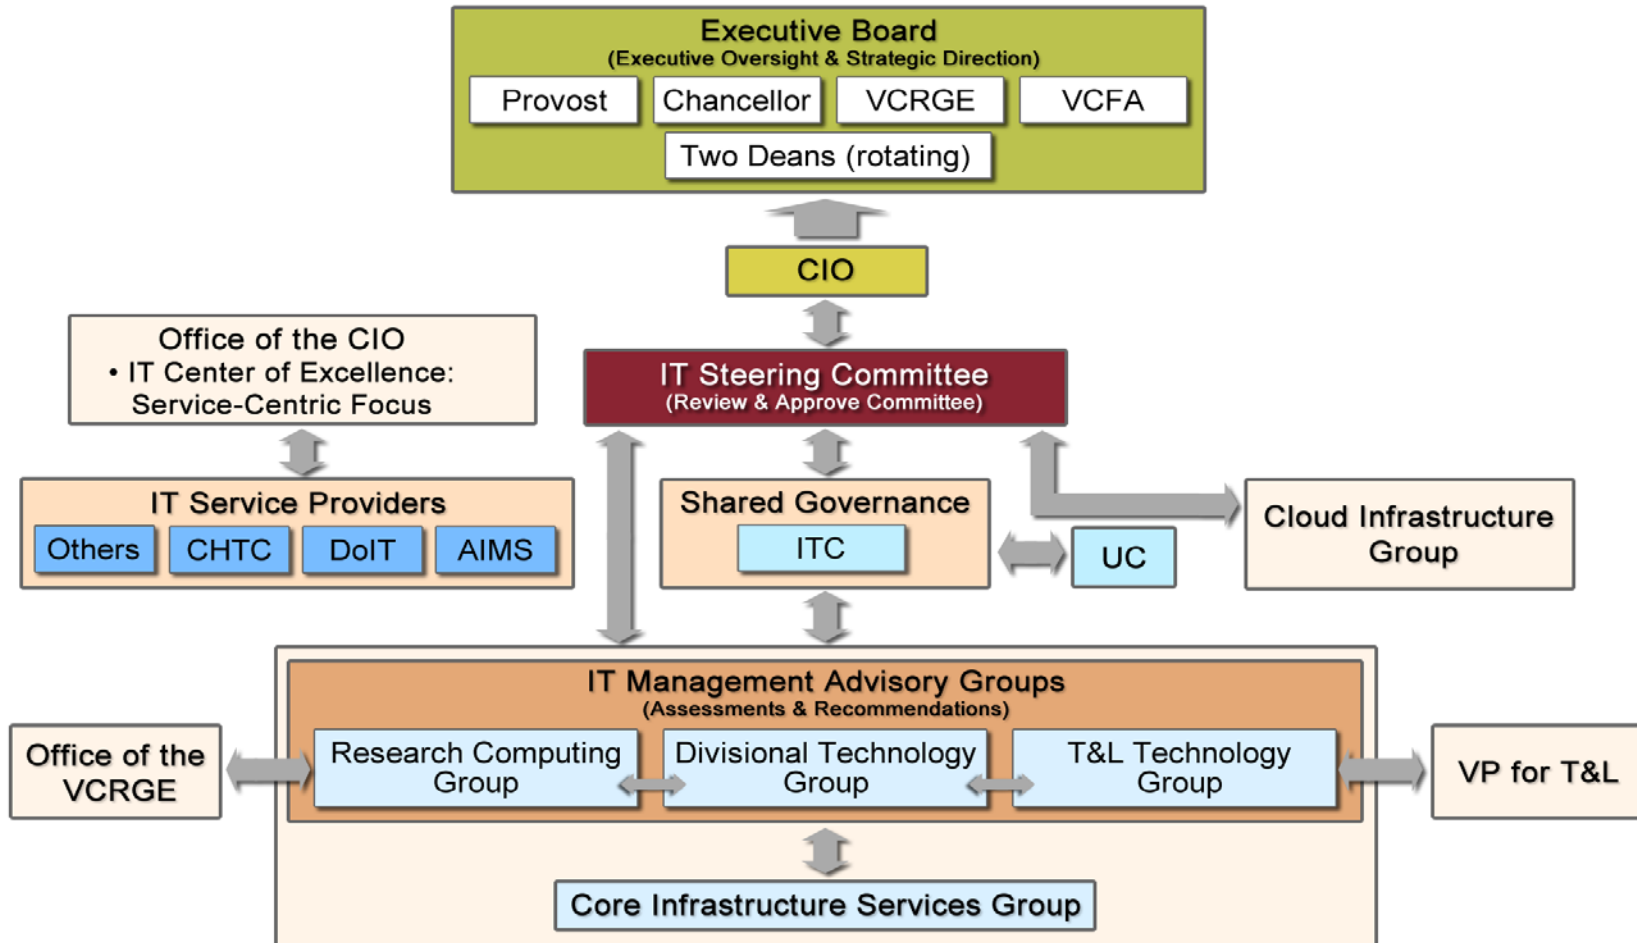 Executive Board
(Executive Oversight & Strategic Direction)
Provost
Chancellor
VCRGE
VCFA
Two Deans (rotating)
CIO
Office of the CIO
• IT Center of Excellence:
Service-Centric Focus
IT Steering Committee
(Review & Approve Committee)
IT Service Providers
Others
CHTC
DoIT
AIMS
Shared Governance
ITC
UC
Cloud Infrastructure
Group
IT Management Advisory Groups
(Assessments & Recommendations)
Office of the
VCRGE
Research Computing
Group
Divisional Technology
Group
T&L Technology
Group
VP for T&L
Core Infrastructure Services Group